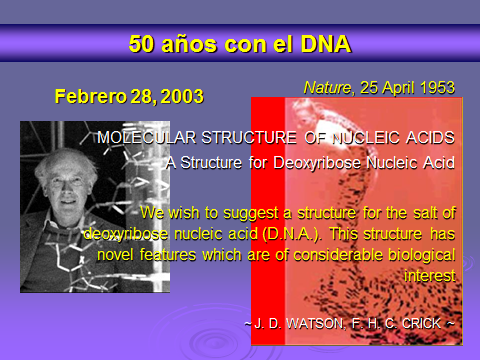 50 años con el DNA
Febrero 28, 2003
Nature, 25 April 1953
MOLECULAR STRUCTURE OF NUCLEIC ACIDS
A Structure for Deoxyribose Nucleic Acid
We wish to suggest a structure for the salt of
deoxyribose nucleic acid (D.N.A.). This structure has
novel features which are of considerable biological
interest
~ J. D. WATSON, F. H. C. CRICK ~